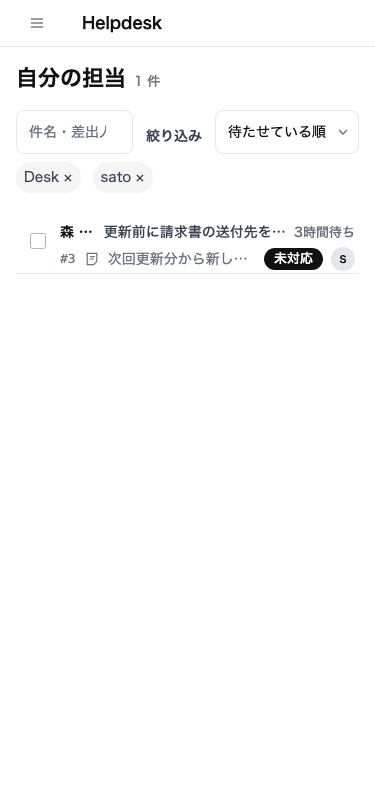 Helpdesk
自分の担当 1 件
件名・差出人 絞り込み 待たせている順
Desk × sato ×
森 … 更新前に請求書の送付先を… 3時間待ち
#3 次回更新分から新し… 未対応 S